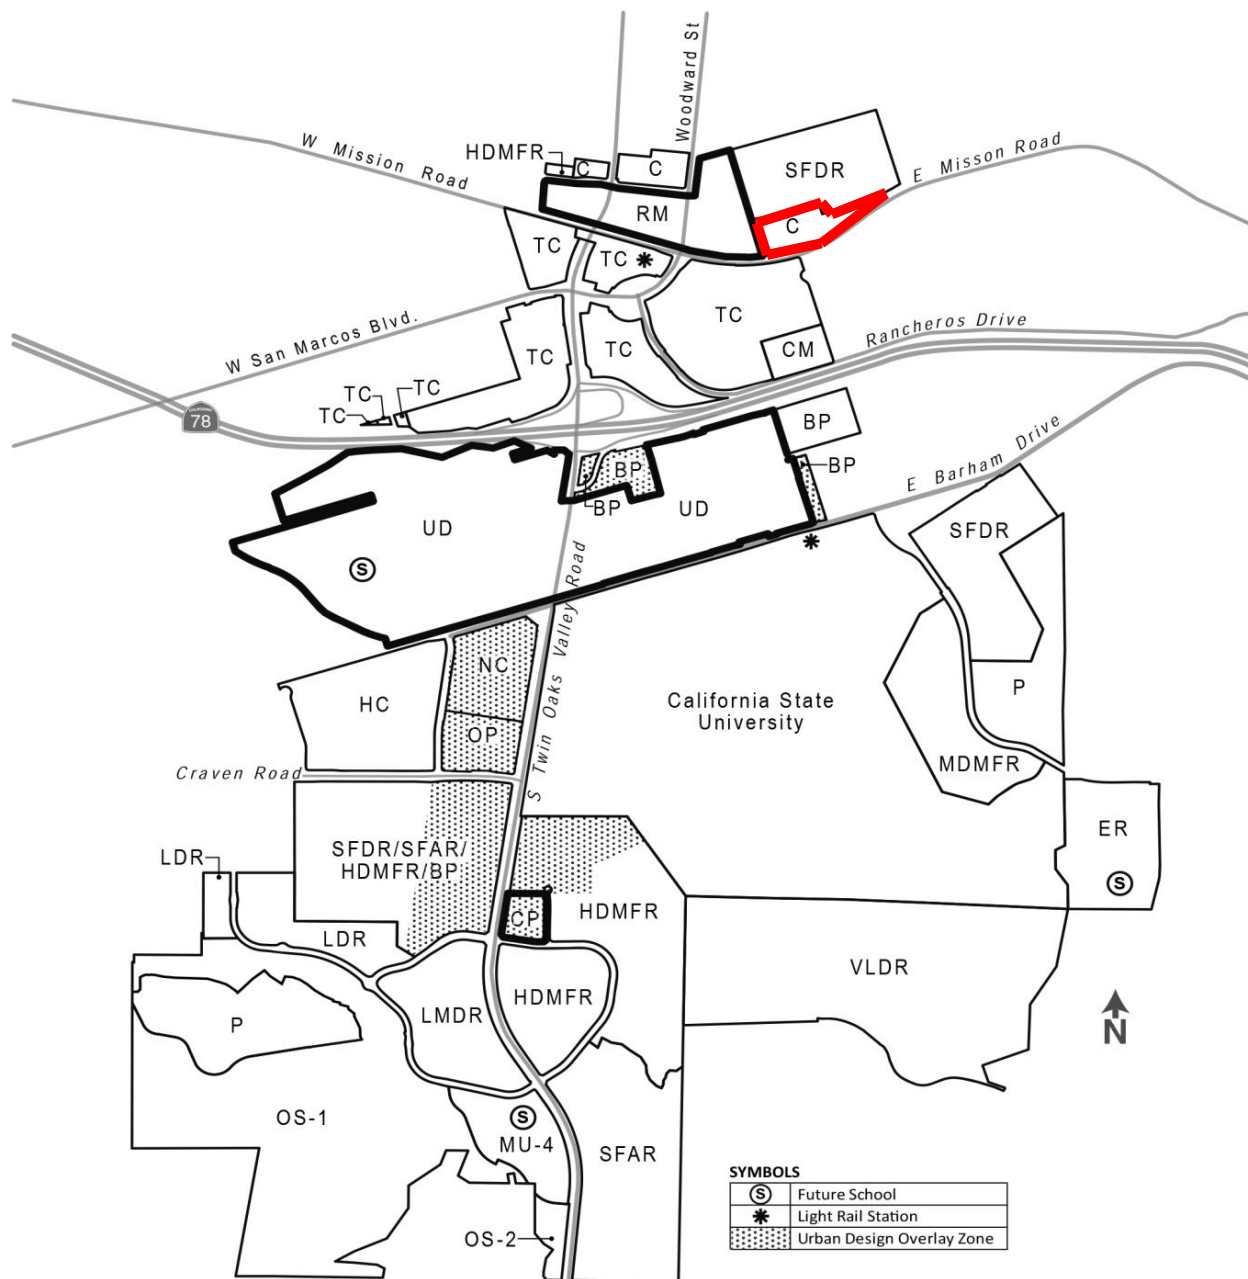 Woodward St
W Mission Road
HDMFR
C
C
SFDR
E Misson Road
RM
C
TC
TC
TC
Rancheros Drive
W San Marcos Blvd.
TC
TC
CM
TC
TC
TC
CALIFORNIA
78
BP
E Barham Drive
BP
BP
BP
UD
UD
S
SFDR
S Twin Oaks Valley Road
NC
HC
California State
University
P
OP
MDMFR
Craven Road
ER
SFDR/SFAR/
HDMFR/BP
LDR
S
CP
HDMFR
LDR
VLDR
HDMFR
LMDR
P
N
OS-1
S
MU-4
SFAR
OS-2
SYMBOLS
S Future School
Light Rail Station
Urban Design Overlay Zone